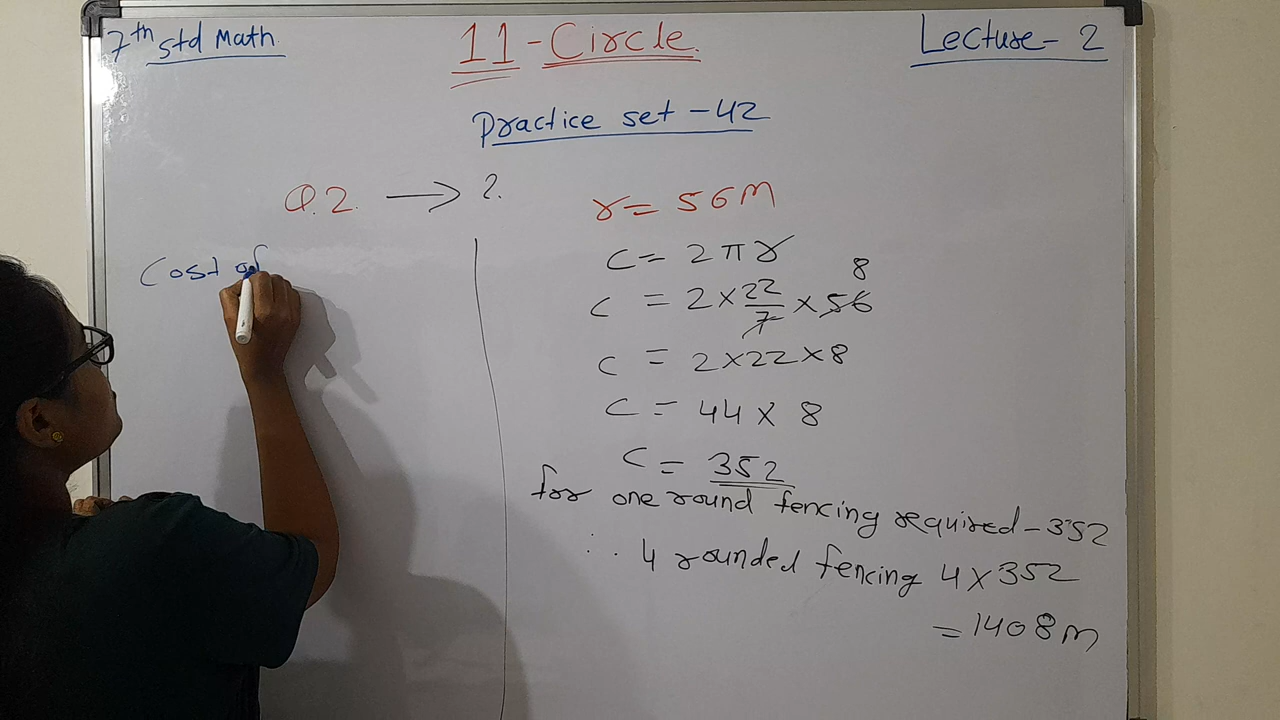 7th std Math
11-Circle.
Lecture-2
Practice set-42
Q.2. → 2.
Cost of
r= 56M
C= 2πr
C = 2×22/7×56 8
C = 2×22×8
C = 44×8
C = 352
for one round fencing required-352
∴ 4 rounded fencing 4×352
=1408m